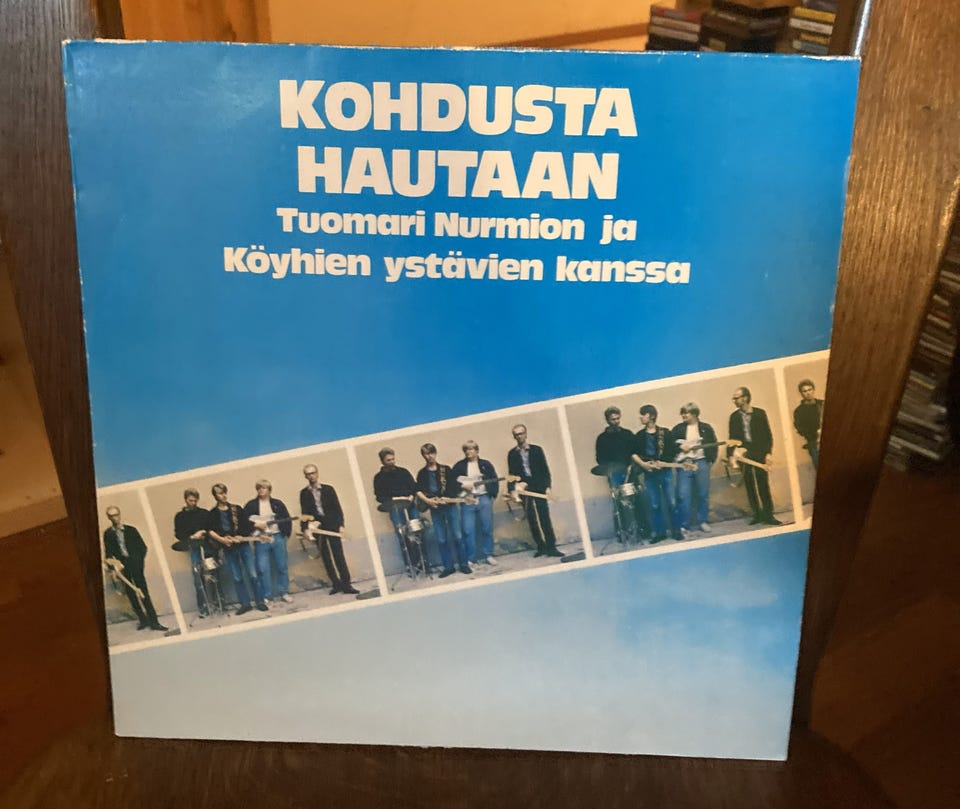 KOHDUSTA
HAUTAAN
Tuomari Nurmion ja
Köyhien ystävien kanssa